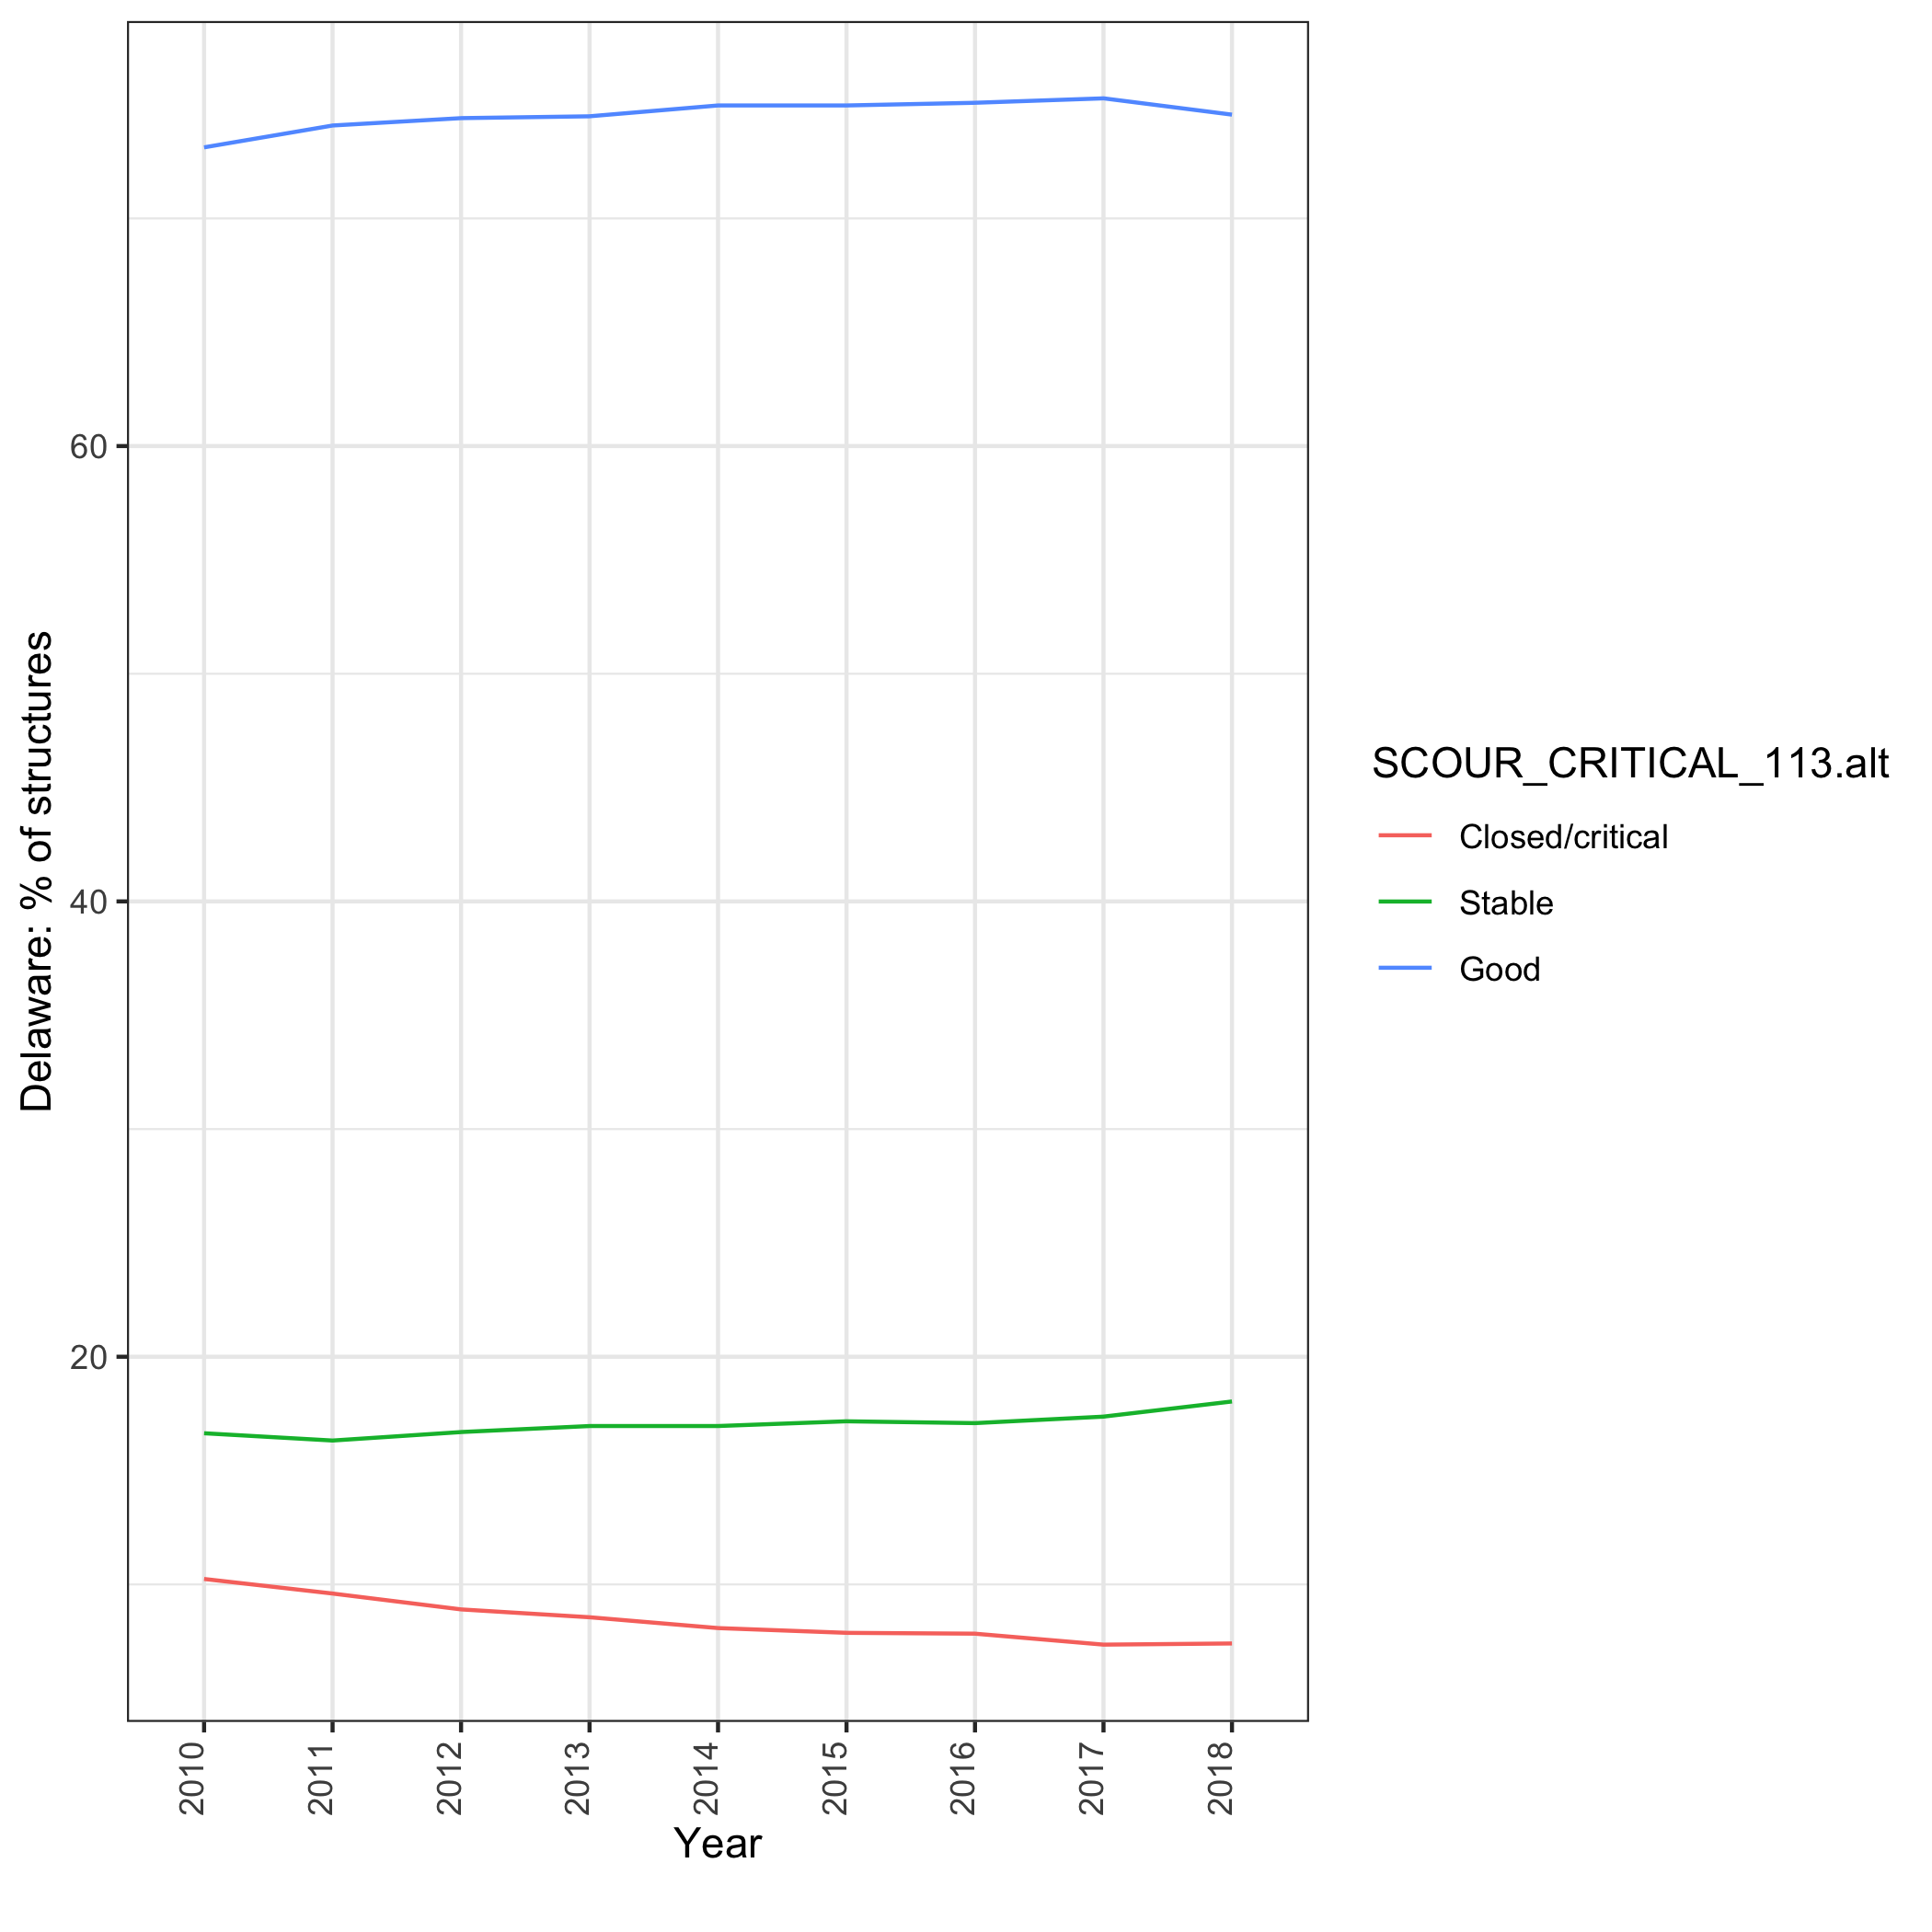 Delaware: % of structures
60
40
20
2010
2011
2012
2013
2014
2015
2016
2017
2018
Year
SCOUR_CRITICAL_113.alt
Closed/critical
Stable
Good